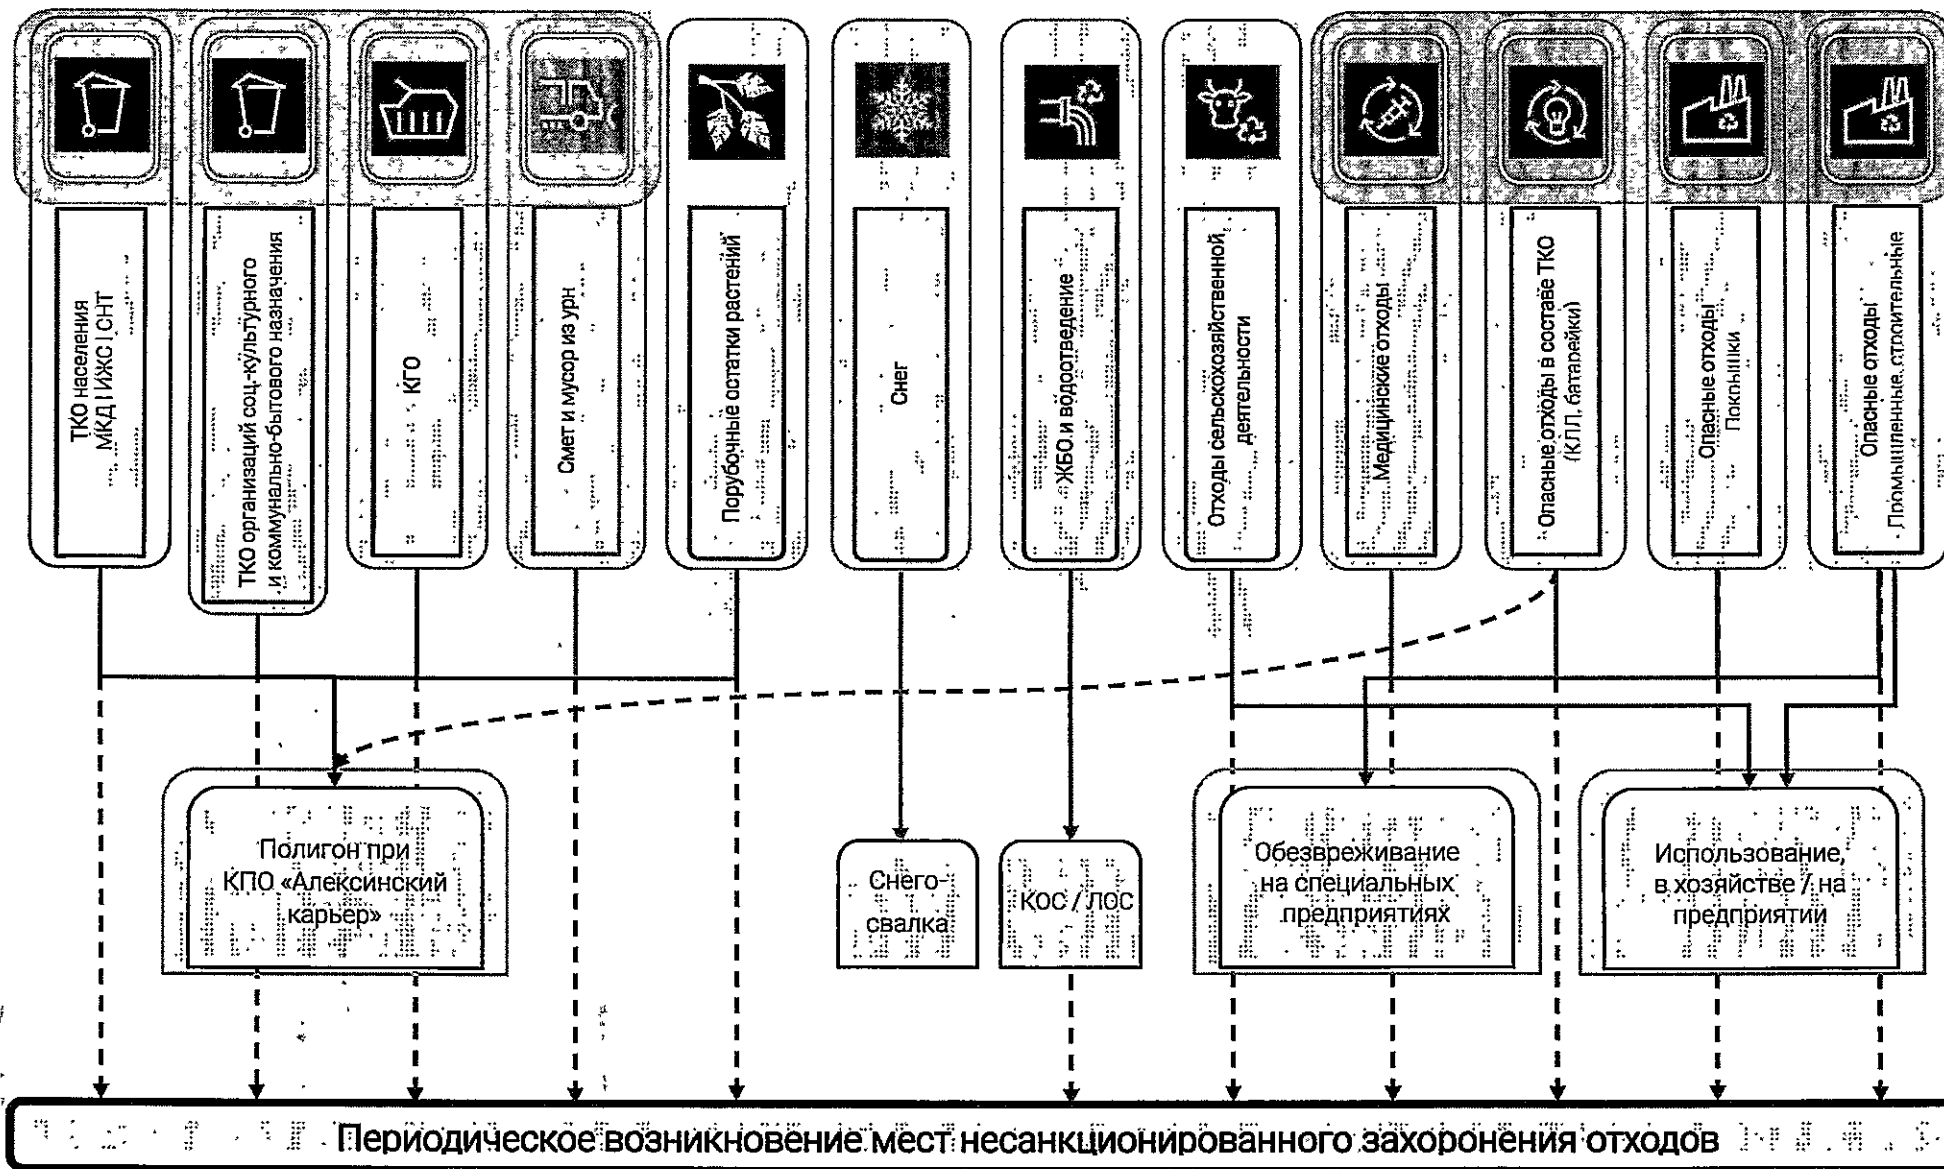 ТКО населения
МКД | ИЖС | СНТ
ТКО организаций соц.-культурного
и коммунально-бытового назначения
КГО
Смет и мусор из урн
Порубочные остатки растений
Снег
ЖБО и водоотведение
Отходы сельскохозяйственной
деятельности
Медицинские отходы
Опасные отходы в составе ТКО
(КЛЛ, батарейки)
Опасные отходы
Покрышки
Опасные отходы
Промышленные, строительные
Полигон при
КПО «Алексинский
карьер»
Снего-
свалка
КОС / ЛОС
Обезвреживание
на специальных
предприятиях
Использование,
в хозяйстве / на
предприятии
Периодическое возникновение мест несанкционированного захоронения отходов